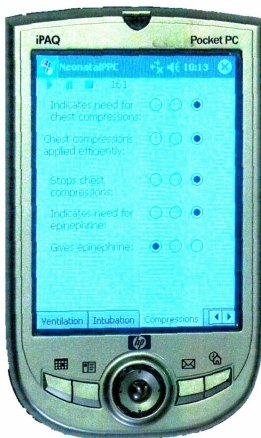 iPAQ Pocket PC
NeonatalPPC 10:13
161
Indicates need for
chest compressions:
Chest compressions
applied efficiently:
Stops chest
compressions:
Indicates need for
epinephrine:
Gives epinephrine:
Ventilation Intubation Compressions
hp